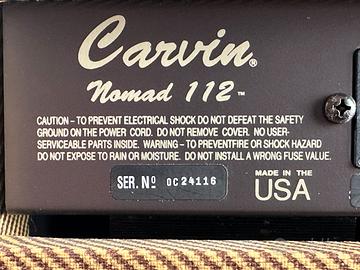 Carvin®
Nomad 112™
CAUTION – TO PREVENT ELECTRICAL SHOCK DO NOT DEFEAT THE SAFETY
GROUND ON THE POWER CORD. DO NOT REMOVE COVER. NO USER-
SERVICEABLE PARTS INSIDE. WARNING – TO PREVENTFIRE OR SHOCK HAZARD
DO NOT EXPOSE TO RAIN OR MOISTURE. DO NOT INSTALL A WRONG FUSE VALUE.
SER. Nº 0C24116
MADE IN THE
USA